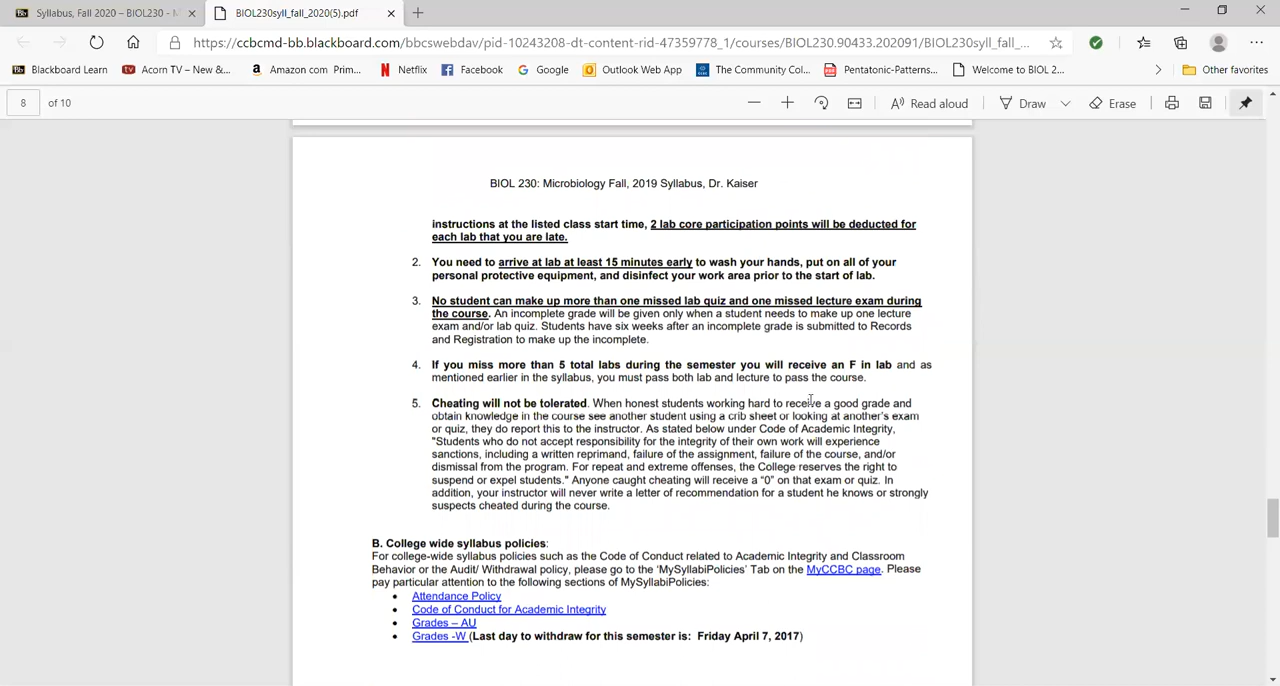 Syllabus, Fall 2020 – BIOL230 - M
BIOL230syll_fall_2020(5).pdf
https://ccbcmd-bb.blackboard.com/bbcswebdav/pid-10243208-dt-content-rid-47359778_1/courses/BIOL230.90433.202091/BIOL230syll_fall_...
Blackboard Learn
Acorn TV – New &...
Amazon com Prim...
Netflix
Facebook
Google
Outlook Web App
The Community Col...
Pentatonic-Patterns...
Welcome to BIOL 2...
Other favorites
8 of 10
Read aloud
Draw
Erase
BIOL 230: Microbiology Fall, 2019 Syllabus, Dr. Kaiser
instructions at the listed class start time, 2 lab core participation points will be deducted for
each lab that you are late.
2. You need to arrive at lab at least 15 minutes early to wash your hands, put on all of your
personal protective equipment, and disinfect your work area prior to the start of lab.
3. No student can make up more than one missed lab quiz and one missed lecture exam during
the course. An incomplete grade will be given only when a student needs to make up one lecture
exam and/or lab quiz. Students have six weeks after an incomplete grade is submitted to Records
and Registration to make up the incomplete.
4. If you miss more than 5 total labs during the semester you will receive an F in lab and as
mentioned earlier in the syllabus, you must pass both lab and lecture to pass the course.
5. Cheating will not be tolerated. When honest students working hard to receive a good grade and
obtain knowledge in the course see another student using a crib sheet or looking at another's exam
or quiz, they do report this to the instructor. As stated below under Code of Academic Integrity,
"Students who do not accept responsibility for the integrity of their own work will experience
sanctions, including a written reprimand, failure of the assignment, failure of the course, and/or
dismissal from the program. For repeat and extreme offenses, the College reserves the right to
suspend or expel students." Anyone caught cheating will receive a “0” on that exam or quiz. In
addition, your instructor will never write a letter of recommendation for a student he knows or strongly
suspects cheated during the course.
B. College wide syllabus policies:
For college-wide syllabus policies such as the Code of Conduct related to Academic Integrity and Classroom
Behavior or the Audit/ Withdrawal policy, please go to the ‘MySyllabiPolicies’ Tab on the MyCCBC page. Please
pay particular attention to the following sections of MySyllabiPolicies:
• Attendance Policy
• Code of Conduct for Academic Integrity
• Grades – AU
• Grades -W (Last day to withdraw for this semester is: Friday April 7, 2017)